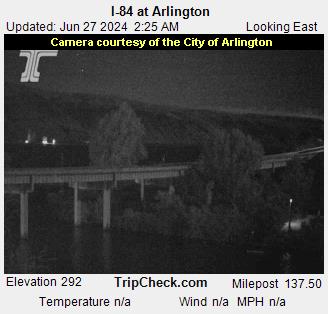 I-84 at Arlington
Updated: Jun 27 2024 2:25 AM Looking East
Camera courtesy of the City of Arlington
Elevation 292 TripCheck.com Milepost 137.50
Temperature n/a Wind n/a MPH n/a